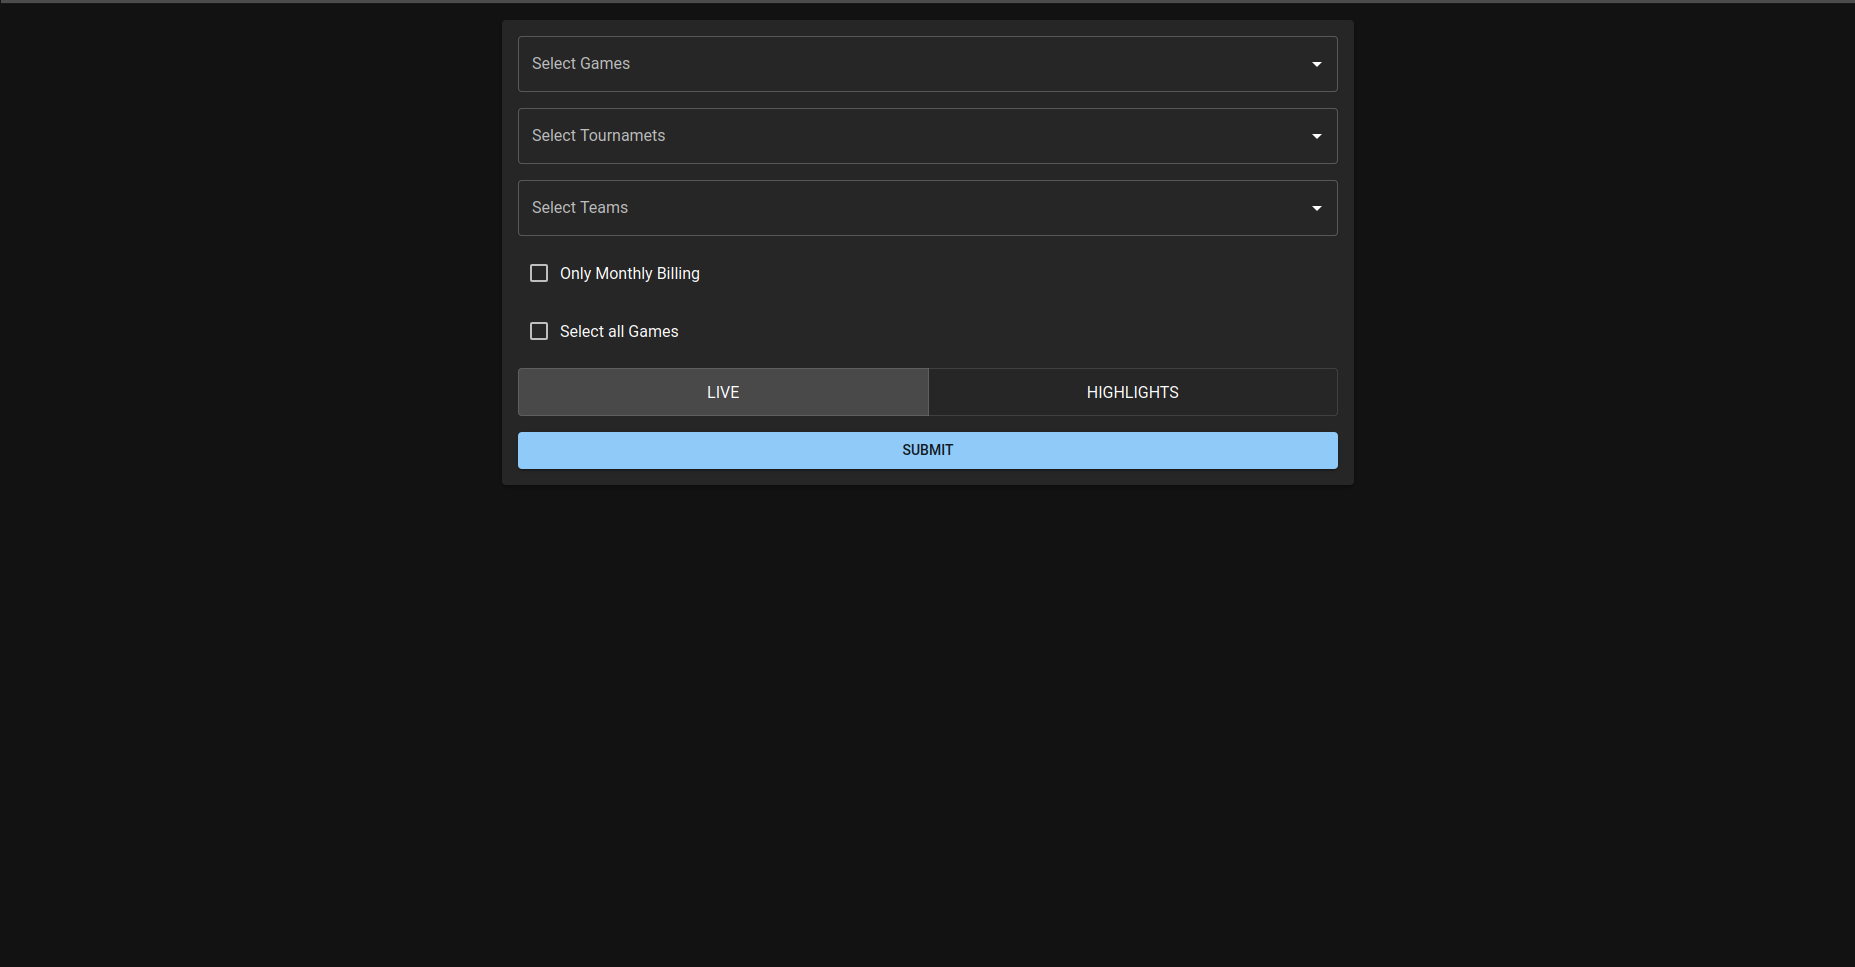 Select Games
Select Tournamets
Select Teams
Only Monthly Billing
Select all Games
LIVE
HIGHLIGHTS
SUBMIT